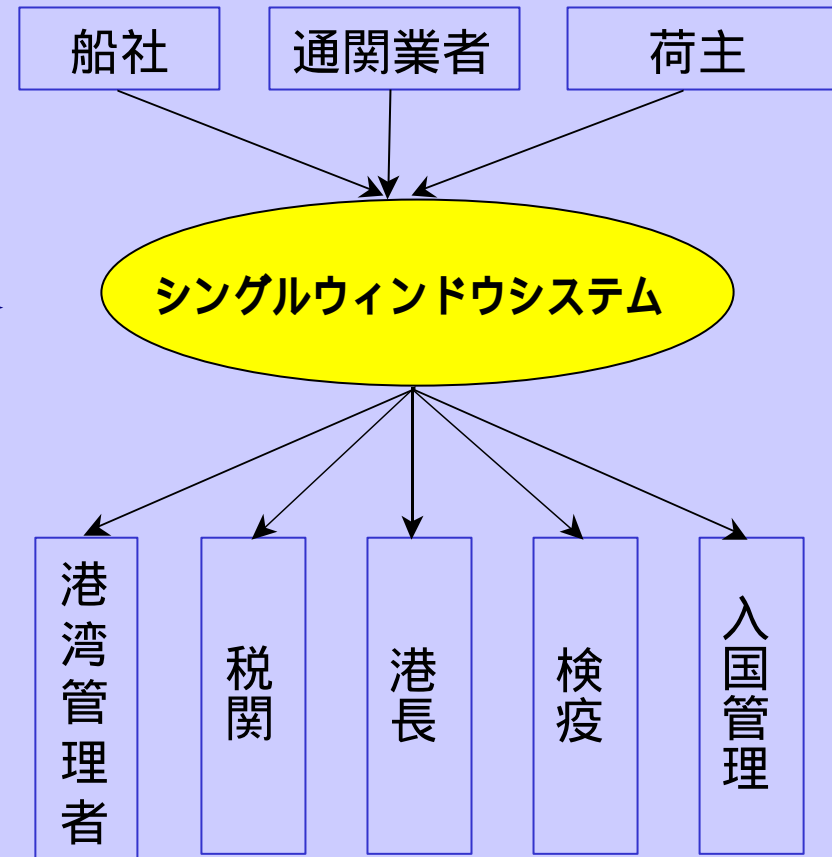 船社
通関業者
荷主
シングルウィンドウシステム
港湾管理者
税関
港長
検疫
入国管理